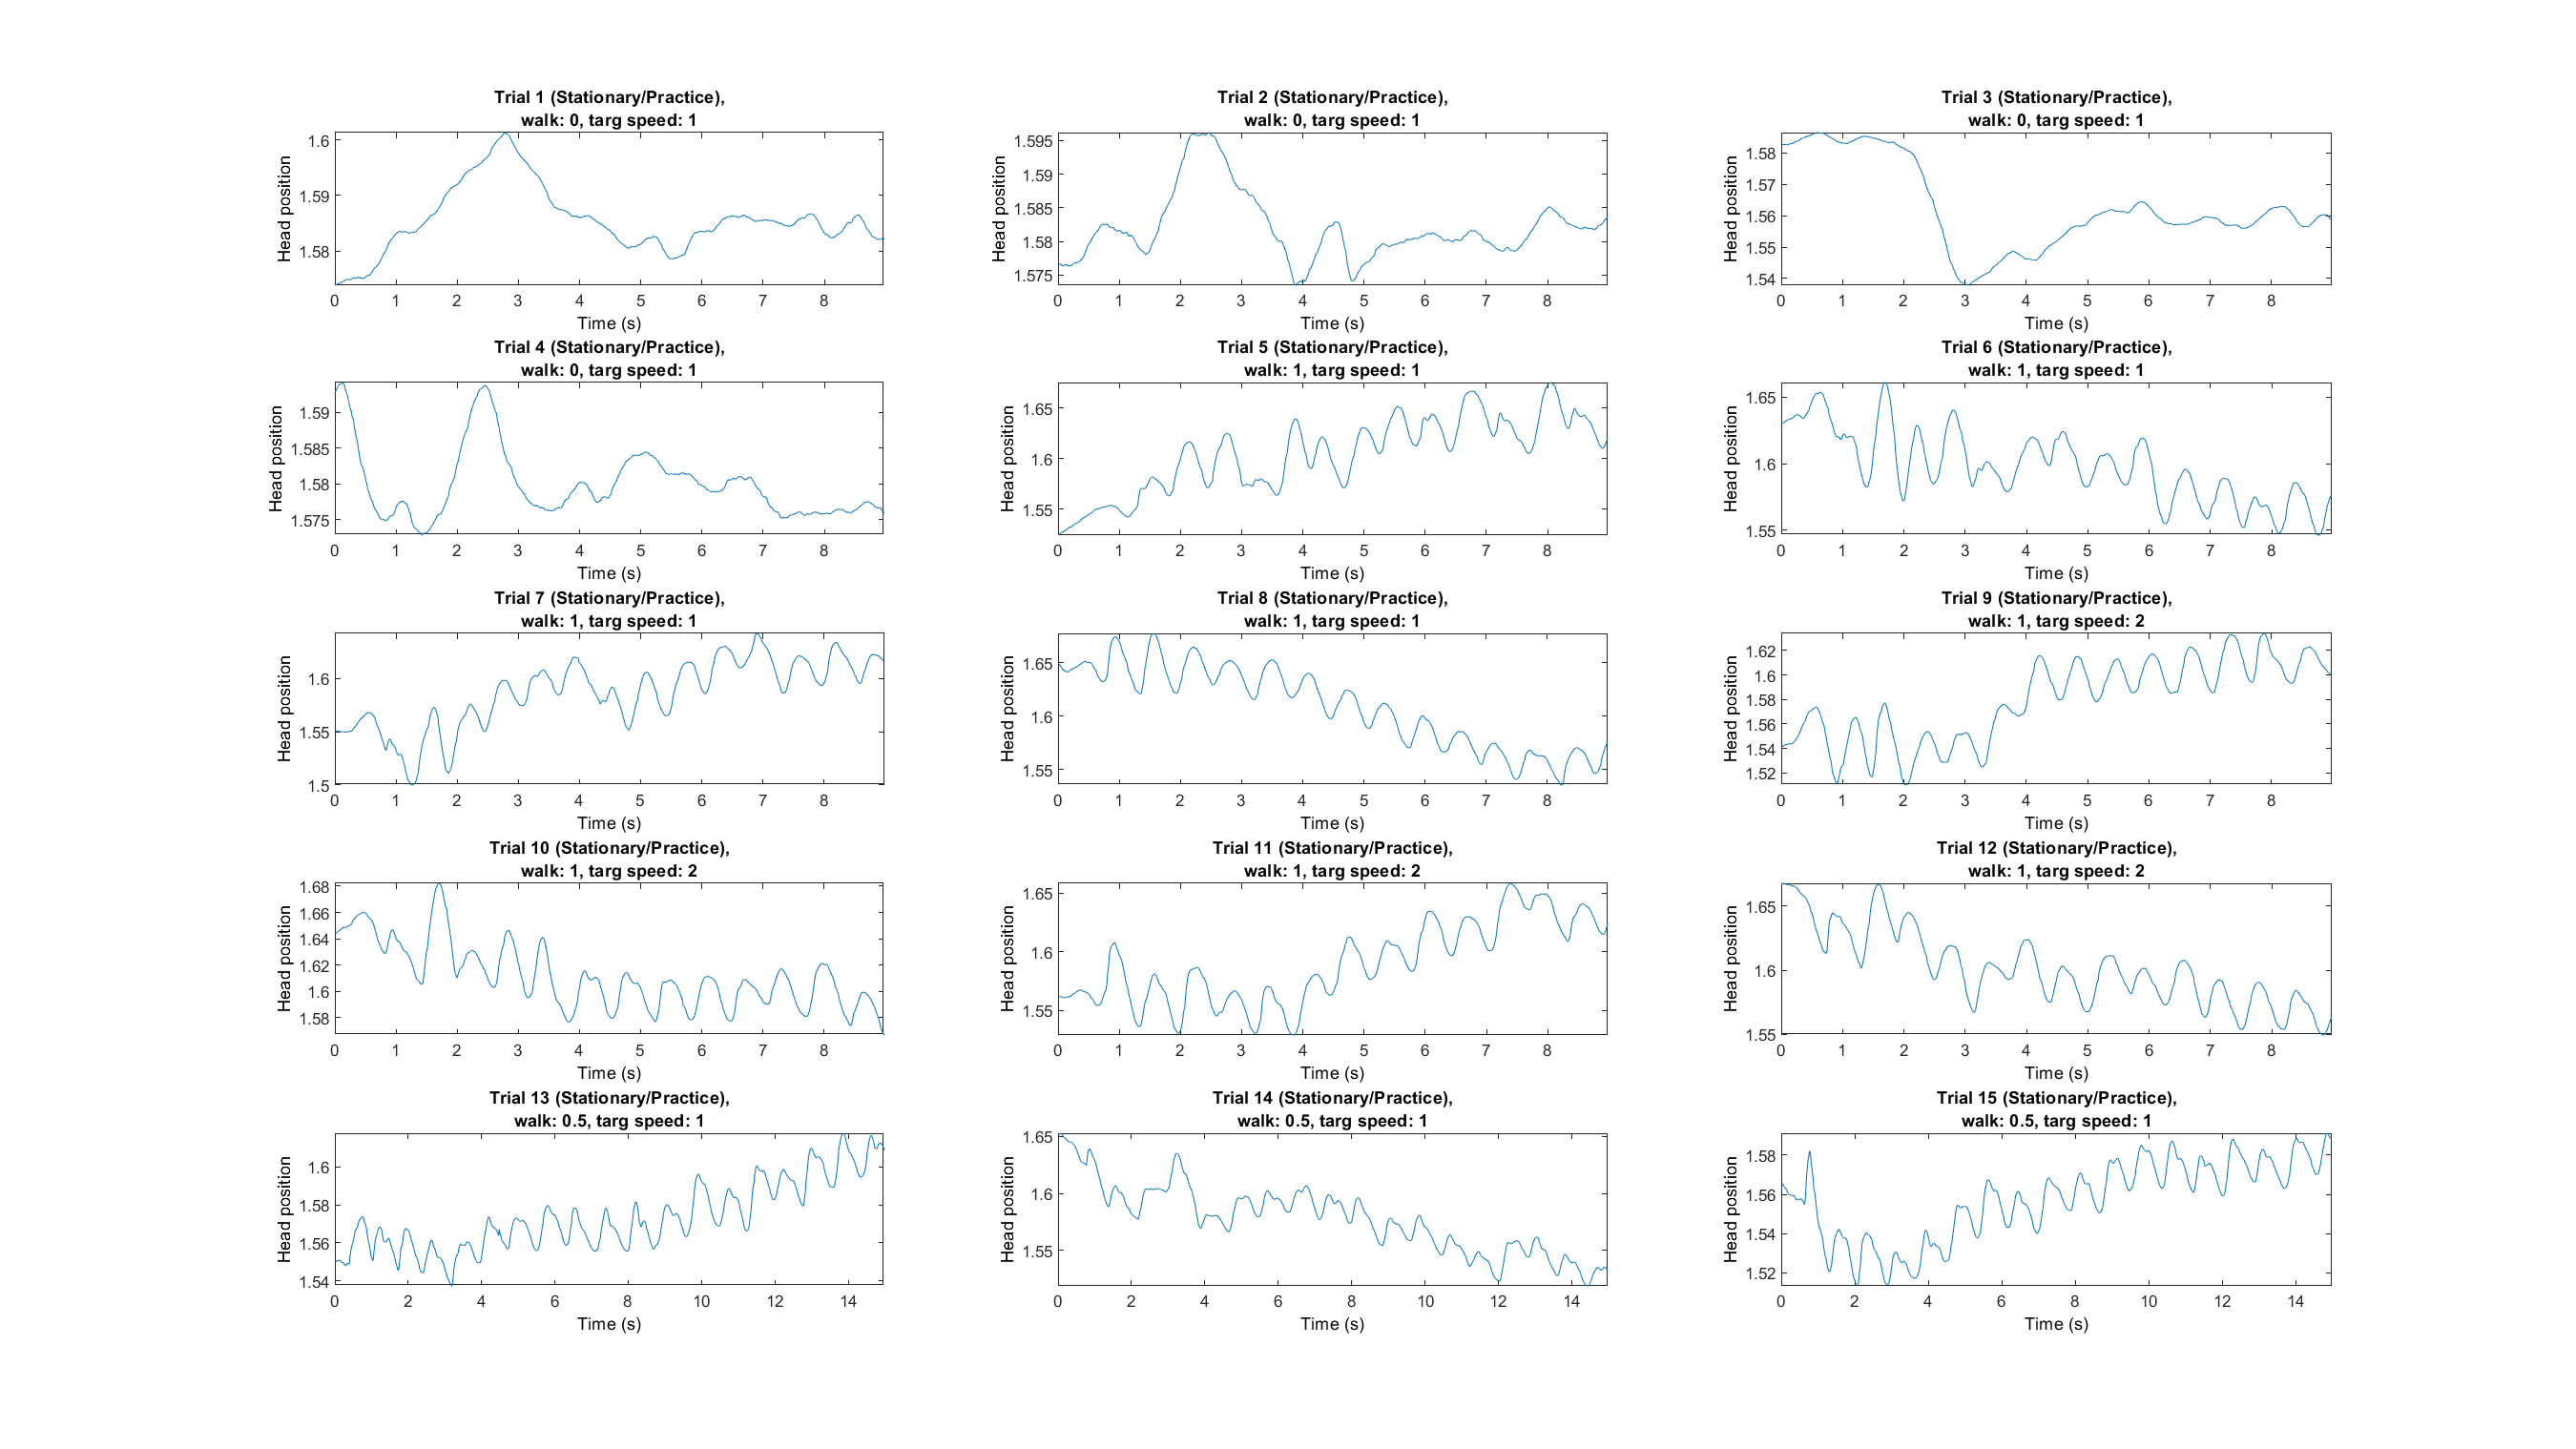 Trial 1 (Stationary/Practice),
walk: 0, targ speed: 1
Head position
1.6
1.59
1.58
0 1 2 3 4 5 6 7 8
Time (s)
Trial 2 (Stationary/Practice),
walk: 0, targ speed: 1
Head position
1.595
1.59
1.585
1.58
1.575
0 1 2 3 4 5 6 7 8
Time (s)
Trial 3 (Stationary/Practice),
walk: 0, targ speed: 1
Head position
1.58
1.57
1.56
1.55
1.54
0 1 2 3 4 5 6 7 8
Time (s)
Trial 4 (Stationary/Practice),
walk: 0, targ speed: 1
Head position
1.59
1.585
1.58
1.575
0 1 2 3 4 5 6 7 8
Time (s)
Trial 5 (Stationary/Practice),
walk: 1, targ speed: 1
Head position
1.65
1.6
1.55
0 1 2 3 4 5 6 7 8
Time (s)
Trial 6 (Stationary/Practice),
walk: 1, targ speed: 1
Head position
1.65
1.6
1.55
0 1 2 3 4 5 6 7 8
Time (s)
Trial 7 (Stationary/Practice),
walk: 1, targ speed: 1
Head position
1.6
1.55
1.5
0 1 2 3 4 5 6 7 8
Time (s)
Trial 8 (Stationary/Practice),
walk: 1, targ speed: 1
Head position
1.65
1.6
1.55
0 1 2 3 4 5 6 7 8
Time (s)
Trial 9 (Stationary/Practice),
walk: 1, targ speed: 2
Head position
1.62
1.6
1.58
1.56
1.54
1.52
0 1 2 3 4 5 6 7 8
Time (s)
Trial 10 (Stationary/Practice),
walk: 1, targ speed: 2
Head position
1.68
1.66
1.64
1.62
1.6
1.58
0 1 2 3 4 5 6 7 8
Time (s)
Trial 11 (Stationary/Practice),
walk: 1, targ speed: 2
Head position
1.65
1.6
1.55
0 1 2 3 4 5 6 7 8
Time (s)
Trial 12 (Stationary/Practice),
walk: 1, targ speed: 2
Head position
1.65
1.6
1.55
0 1 2 3 4 5 6 7 8
Time (s)
Trial 13 (Stationary/Practice),
walk: 0.5, targ speed: 1
Head position
1.6
1.58
1.56
1.54
0 2 4 6 8 10 12 14
Time (s)
Trial 14 (Stationary/Practice),
walk: 0.5, targ speed: 1
Head position
1.65
1.6
1.55
0 2 4 6 8 10 12 14
Time (s)
Trial 15 (Stationary/Practice),
walk: 0.5, targ speed: 1
Head position
1.58
1.56
1.54
1.52
0 2 4 6 8 10 12 14
Time (s)